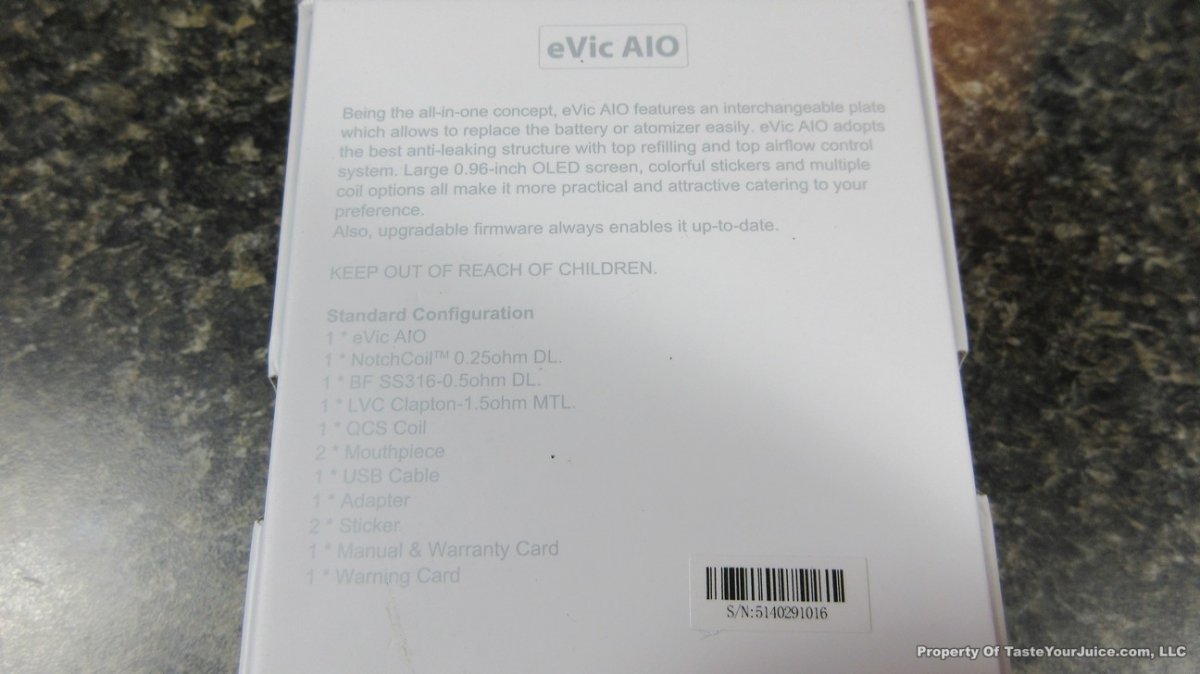 eVic AIO
Being the all-in-one concept, eVic AIO features an interchangeable plate
which allows to replace the battery or atomizer easily. eVic AIO adopts
the best anti-leaking structure with top refilling and top airflow control
system. Large 0.96-inch OLED screen, colorful stickers and multiple
coil options all make it more practical and attractive catering to your
preference.
Also, upgradable firmware always enables it up-to-date.
KEEP OUT OF REACH OF CHILDREN.
Standard Configuration
1 * eVic AIO
1 * NotchCoil™ 0.25ohm DL.
1 * BF SS316-0.5ohm DL.
1 * LVC Clapton-1.5ohm MTL.
1 * QCS Coil
2 * Mouthpiece
1 * USB Cable
1 * Adapter
2 * Sticker
1 * Manual & Warranty Card
1 * Warning Card
S/N:5140291016
Property Of TasteYourJuice.com, LLC